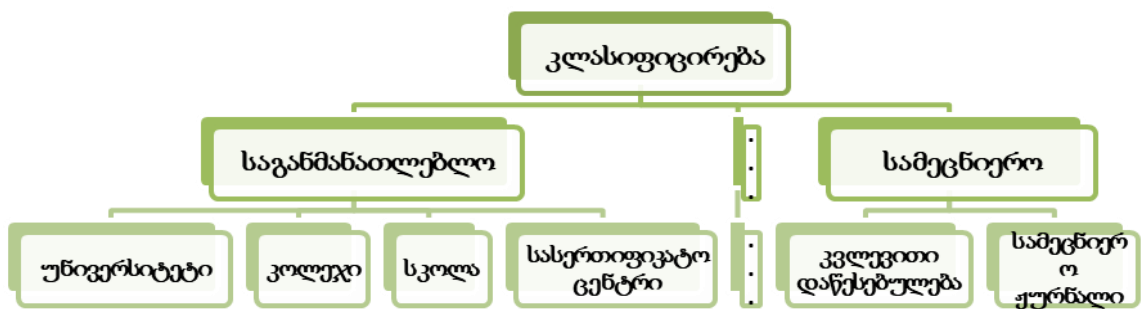 კლასიფიცირება
საგანმანათლებლო
.
.
.
სამეცნიერო
უნივერსიტეტი
კოლეჯი
სკოლა
სასერთიფიკატო
ცენტრი
.
.
.
კვლევითი
დაწესებულება
სამეცნიერ
ო
ჟურნალი